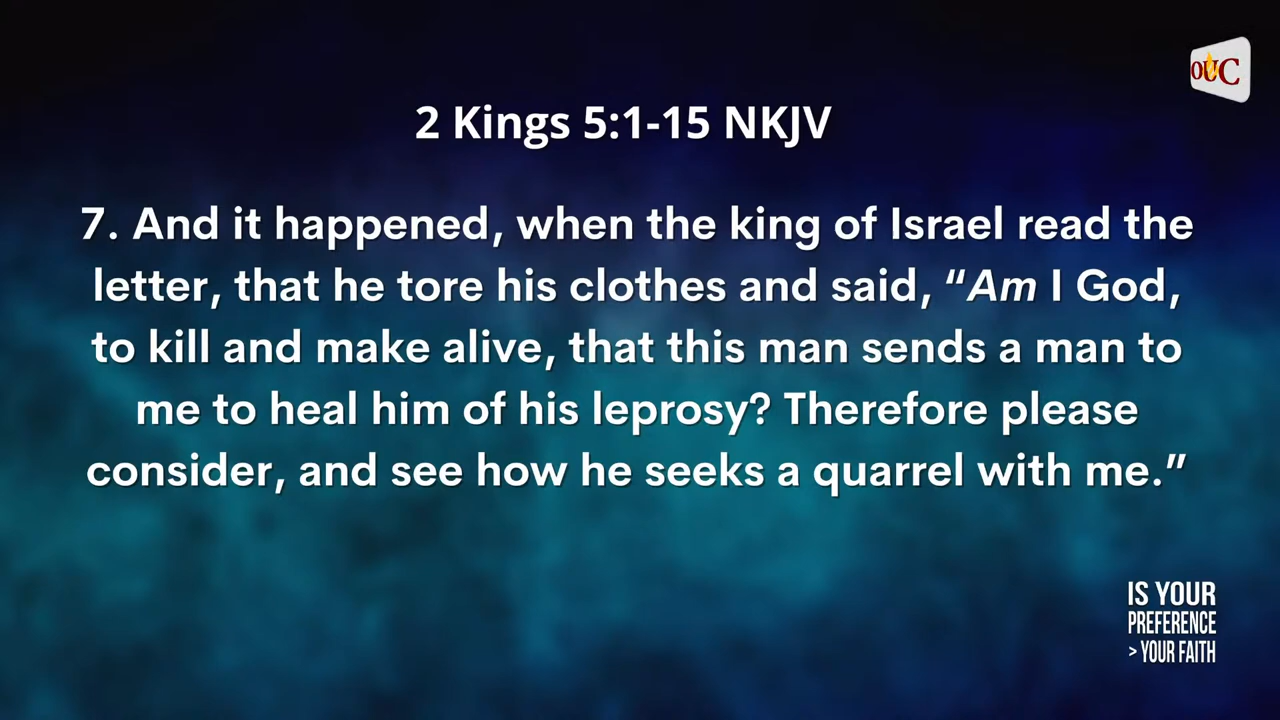 OUC
2 Kings 5:1-15 NKJV
7. And it happened, when the king of Israel read the
letter, that he tore his clothes and said, “Am I God,
to kill and make alive, that this man sends a man to
me to heal him of his leprosy? Therefore please
consider, and see how he seeks a quarrel with me.”
IS YOUR
PREFERENCE
> YOUR FAITH